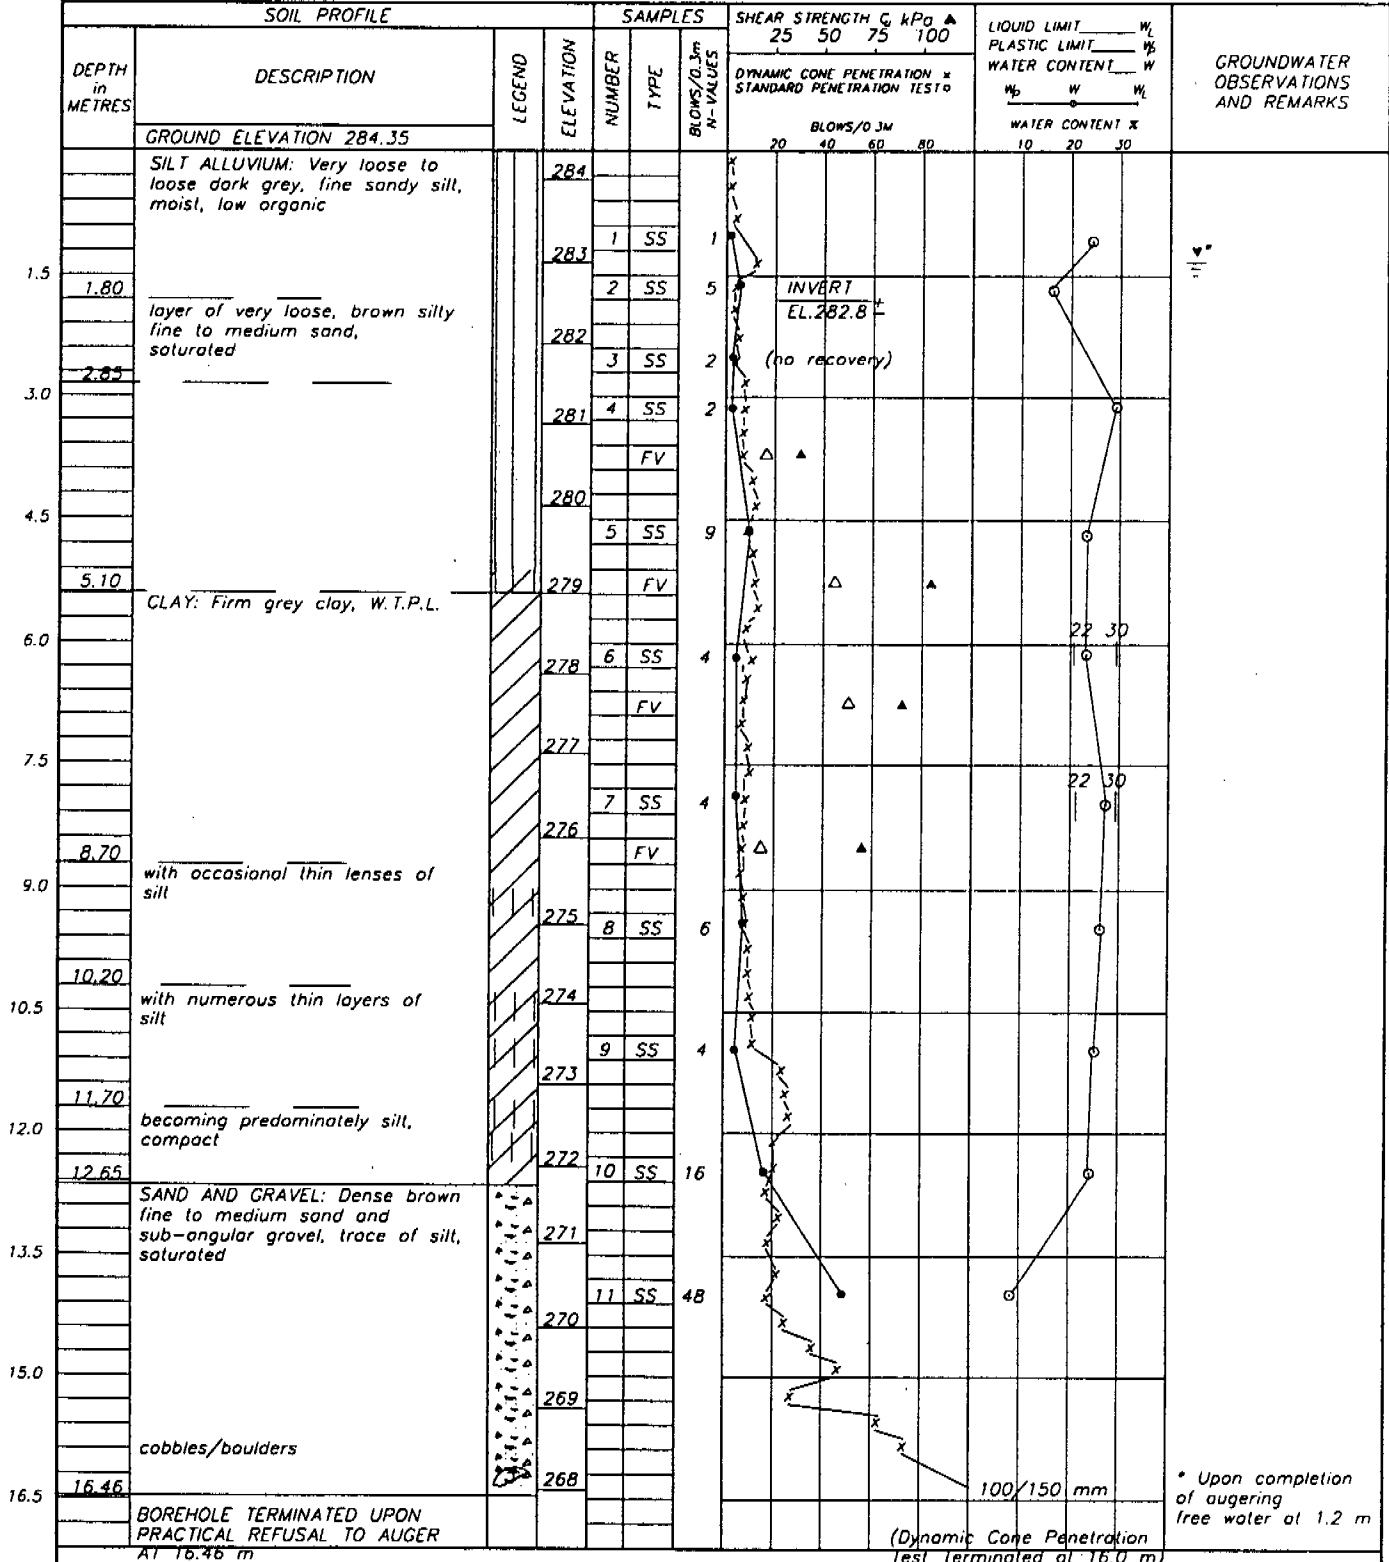 SOIL PROFILE
SAMPLES
SHEAR STRENGTH Cu kPa ▲
25 50 75 100
DYNAMIC CONE PENETRATION x
STANDARD PENETRATION TEST o
BLOWS/0.3M
20 40 60 80
LIQUID LIMIT WL
PLASTIC LIMIT Wp
WATER CONTENT W
Wp W WL
WATER CONTENT %
10 20 30
GROUNDWATER
OBSERVATIONS
AND REMARKS
DEPTH
in
METRES
DESCRIPTION
LEGEND
ELEVATION
NUMBER
TYPE
BLOWS/0.3m
N-VALUES
GROUND ELEVATION 284.35
SILT ALLUVIUM: Very loose to
loose dark grey, fine sandy silt,
moist, low organic
284
1 SS 1
283
1.5
1.80
2 SS 5
INVERT
EL.282.8 ±
layer of very loose, brown silty
fine to medium sand,
saturated
282
3 SS 2 (no recovery)
2.85
3.0
281
4 SS 2
FV
280
4.5
5 SS 9
5.10
279
FV
CLAY: Firm grey clay, W.T.P.L.
6.0
22 30
278
6 SS 4
FV
277
7.5
22 30
7 SS 4
276
8.70
FV
with occasional thin lenses of
silt
9.0
275
8 SS 6
10.20
with numerous thin layers of
silt
274
10.5
9 SS 4
273
11.70
becoming predominately silt,
compact
12.0
272
12.65
10 SS 16
SAND AND GRAVEL: Dense brown
fine to medium sand and
sub-angular gravel, trace of silt,
saturated
271
13.5
11 SS 48
270
15.0
269
cobbles/boulders
268
16.46
16.5
100/150 mm
* Upon completion
of augering
free water at 1.2 m
BOREHOLE TERMINATED UPON
PRACTICAL REFUSAL TO AUGER
AT 16.46 m
(Dynamic Cone Penetration
Test terminated at 16.0 m)